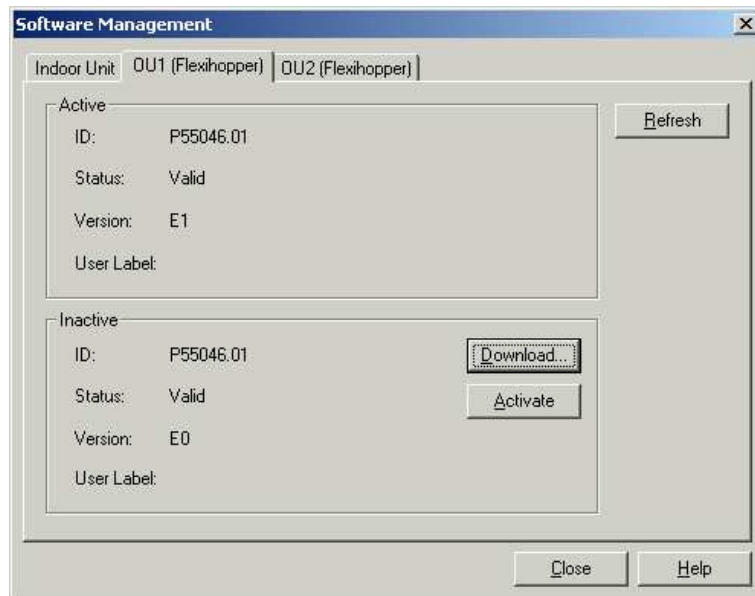 Software Management
Indoor Unit OU1 (Flexihopper) OU2 (Flexihopper)
Active
Refresh
ID: P55046.01
Status: Valid
Version: E1
User Label:
Inactive
ID: P55046.01
Download...
Status: Valid
Activate
Version: E0
User Label:
Close Help